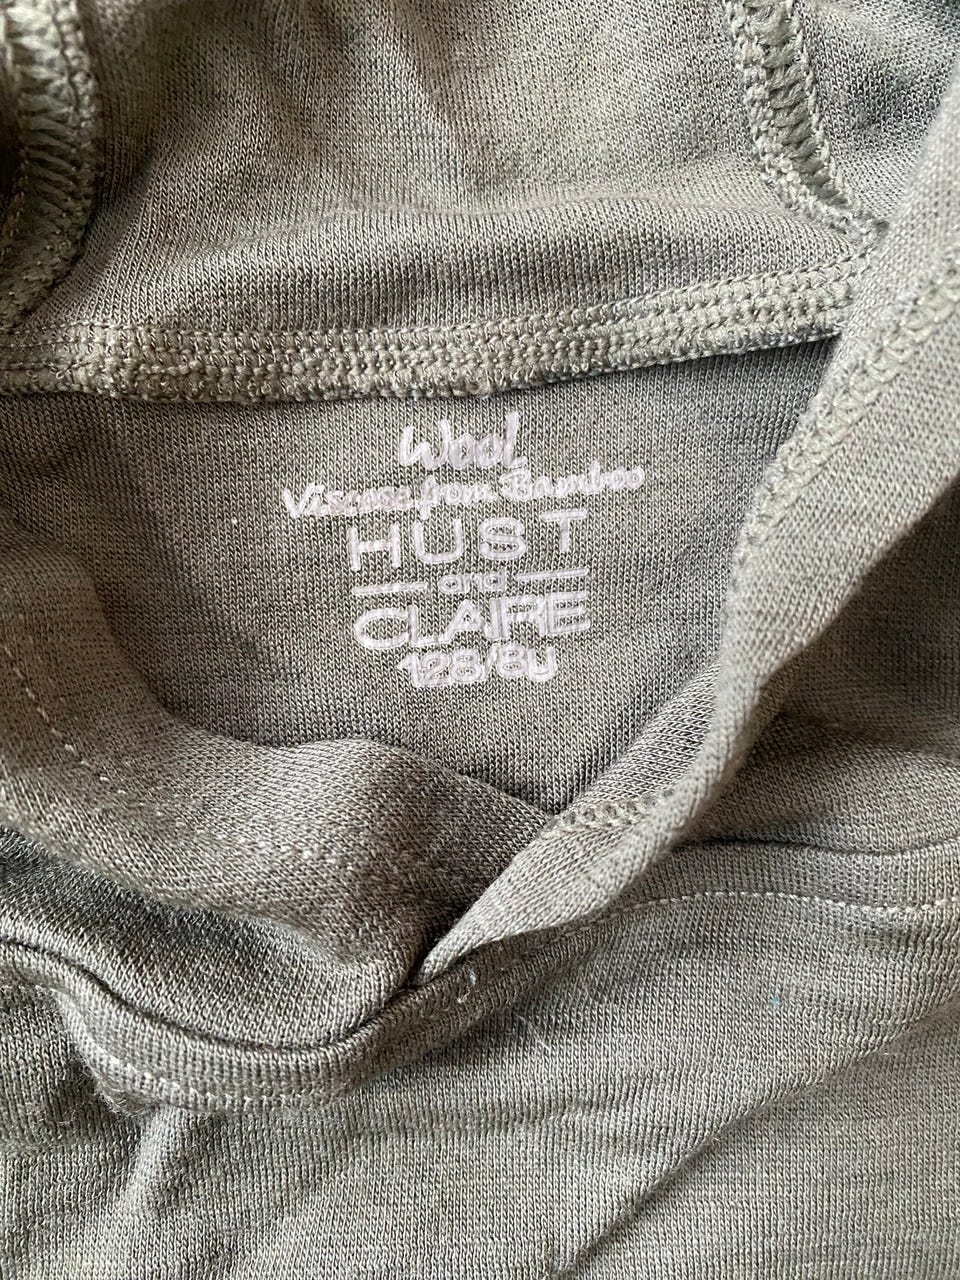 Wool
Viscose from Bamboo
HUST
and
CLAIRE
128/8y